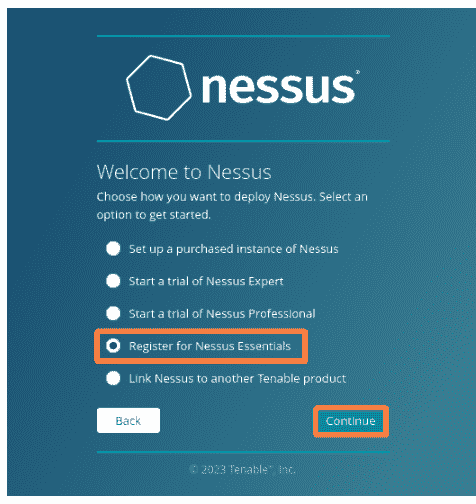 nessus®
Welcome to Nessus
Choose how you want to deploy Nessus. Select an
option to get started.
Set up a purchased instance of Nessus
Start a trial of Nessus Expert
Start a trial of Nessus Professional
Register for Nessus Essentials
Link Nessus to another Tenable product
Back Continue
© 2023 Tenable®, Inc.